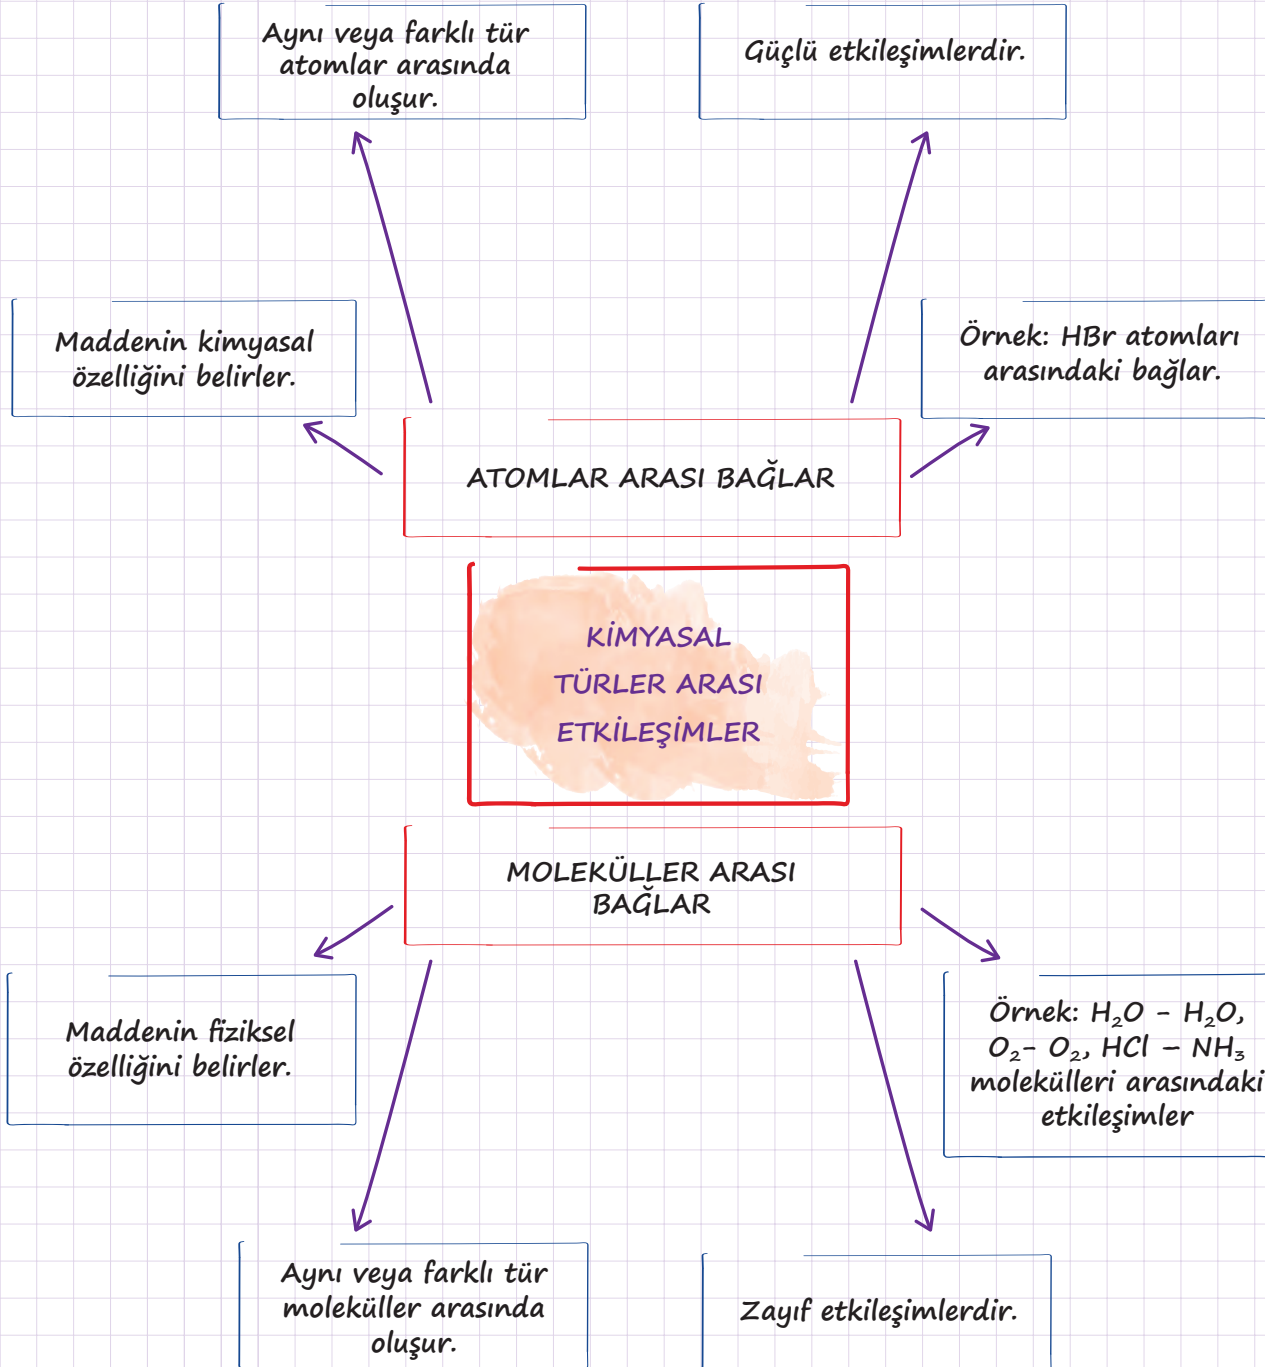 Aynı veya farklı tür
atomlar arasında
oluşur.
Güçlü etkileşimlerdir.
Maddenin kimyasal
özelliğini belirler.
Örnek: HBr atomları
arasındaki bağlar.
ATOMLAR ARASI BAĞLAR
KİMYASAL
TÜRLER ARASI
ETKİLEŞİMLER
MOLEKÜLLER ARASI
BAĞLAR
Maddenin fiziksel
özelliğini belirler.
Örnek: H₂O - H₂O,
O₂- O₂, HCl – NH₃
molekülleri arasındaki
etkileşimler
Aynı veya farklı tür
moleküller arasında
oluşur.
Zayıf etkileşimlerdir.